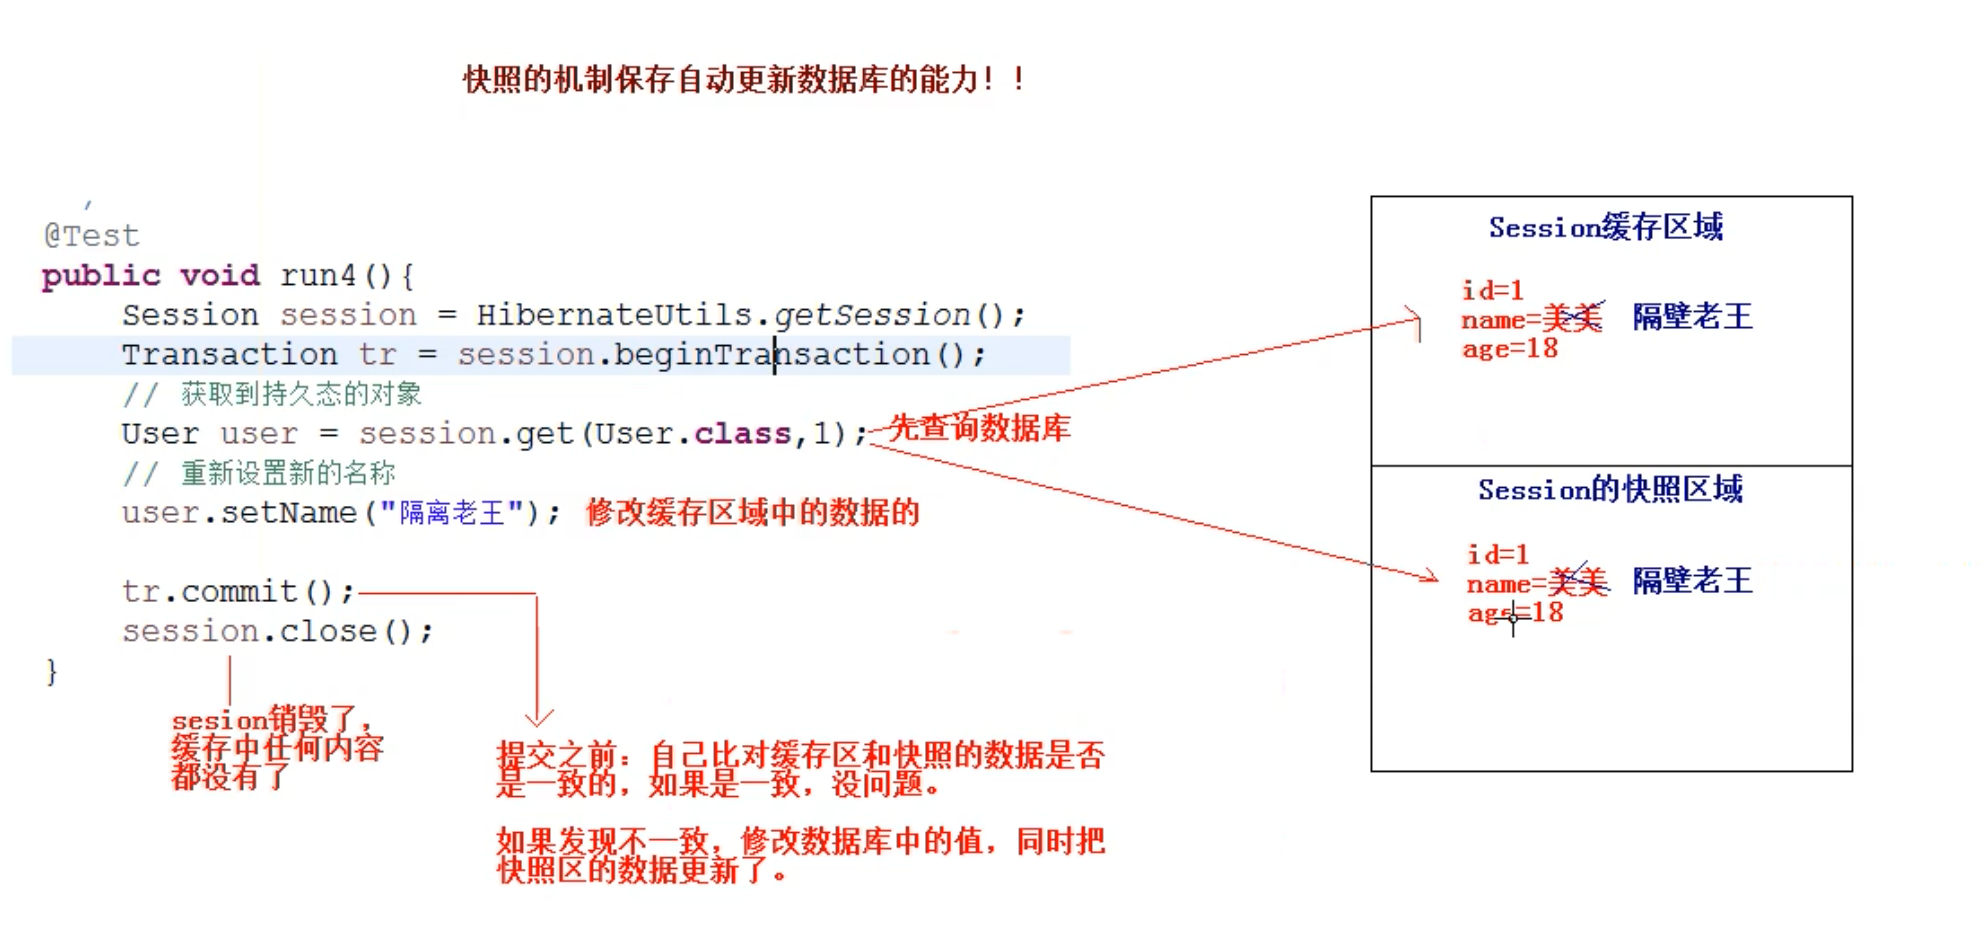 快照的机制保存自动更新数据库的能力！！
@Test
public void run4(){
Session session = HibernateUtils.getSession();
Transaction tr = session.beginTransaction();
// 获取到持久态的对象
User user = session.get(User.class,1);
先查询数据库
// 重新设置新的名称
user.setName("隔离老王");
修改缓存区域中的数据的
tr.commit();
session.close();
}
sesion销毁了，
缓存中任何内容
都没有了
提交之前：自己比对缓存区和快照的数据是否
是一致的，如果是一致，没问题。
如果发现不一致，修改数据库中的值，同时把
快照区的数据更新了。
Session缓存区域
id=1
name=美美 隔壁老王
age=18
Session的快照区域
id=1
name=美美 隔壁老王
age=18